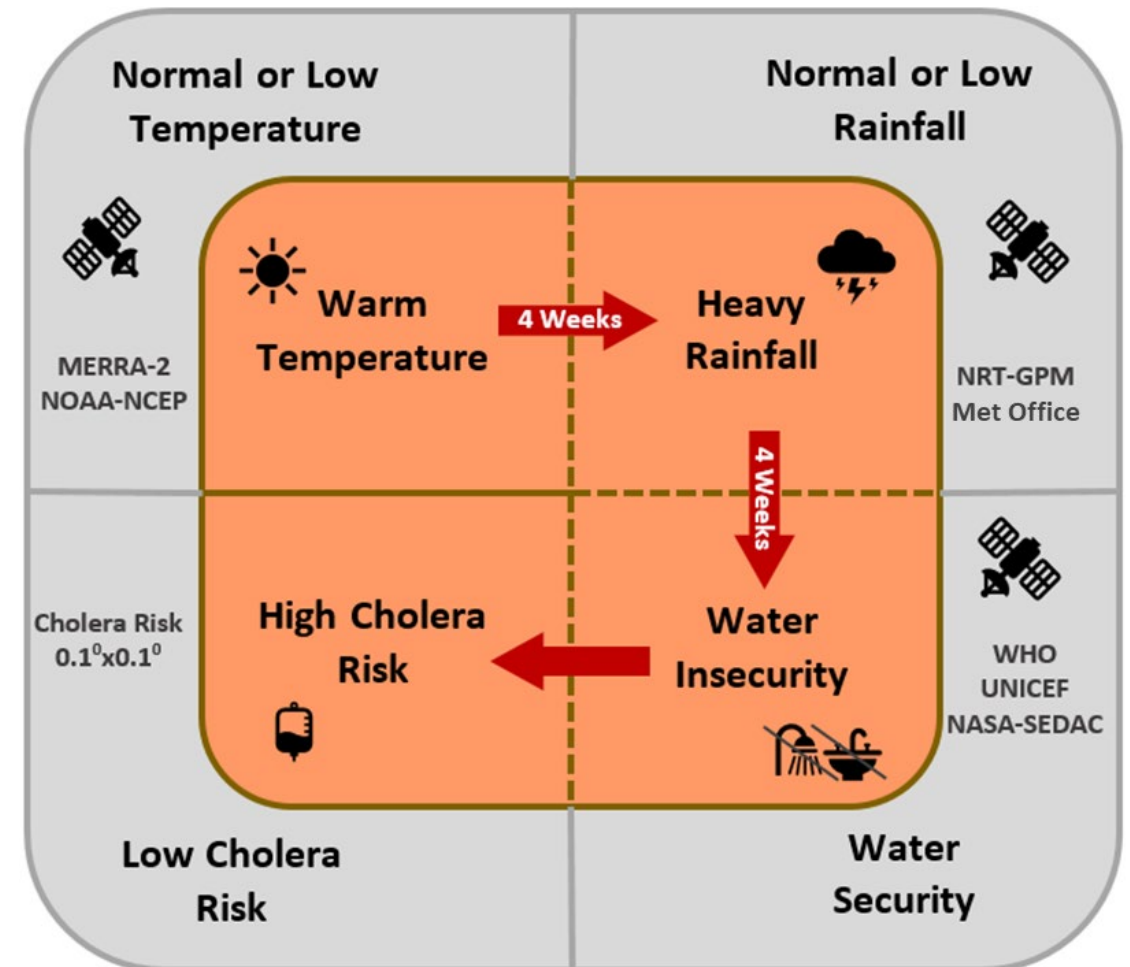 Normal or Low
Temperature
Normal or Low
Rainfall
MERRA-2
NOAA-NCEP
Warm
Temperature
4 Weeks
Heavy
Rainfall
NRT-GPM
Met Office
4 Weeks
Cholera Risk
0.1⁰x0.1⁰
High Cholera
Risk
Water
Insecurity
WHO
UNICEF
NASA-SEDAC
Low Cholera
Risk
Water
Security